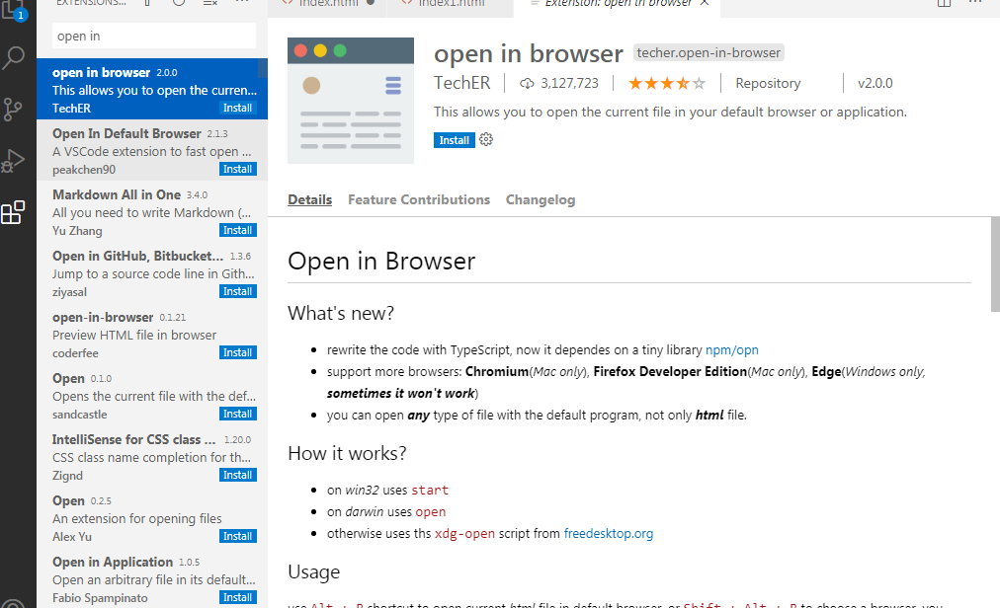 EXTENSIONS...
1
open in
open in browser 2.0.0
This allows you to open the curren...
TechER
Install
Open In Default Browser 2.1.3
A VSCode extension to fast open ...
peakchen90
Install
Markdown All in One 3.4.0
All you need to write Markdown (...
Yu Zhang
Install
Open in GitHub, Bitbucket... 1.3.6
Jump to a source code line in Gith...
ziyasal
Install
open-in-browser 0.1.21
Preview HTML file in browser
coderfee
Install
Open 0.1.0
Opens the current file with the def...
sandcastle
Install
IntelliSense for CSS class ... 1.20.0
CSS class name completion for th...
Zignd
Install
Open 0.2.5
An extension for opening files
Alex Yu
Install
Open in Application 1.0.5
Open an arbitrary file in its default...
Fabio Spampinato
Install
index.html
index1.html
Extension: open in browser
open in browser techer.open-in-browser
TechER 3,127,723 Repository v2.0.0
This allows you to open the current file in your default browser or application.
Install
Details Feature Contributions Changelog
Open in Browser
What's new?
rewrite the code with TypeScript, now it dependes on a tiny library npm/opn
support more browsers: Chromium(Mac only), Firefox Developer Edition(Mac only), Edge(Windows only,
sometimes it won't work)
you can open any type of file with the default program, not only html file.
How it works?
on win32 uses start
on darwin uses open
otherwise uses ths xdg-open script from freedesktop.org
Usage
use Alt + B shortcut to open current html file in default browser, or Shift + Alt + B to choose a browser, you